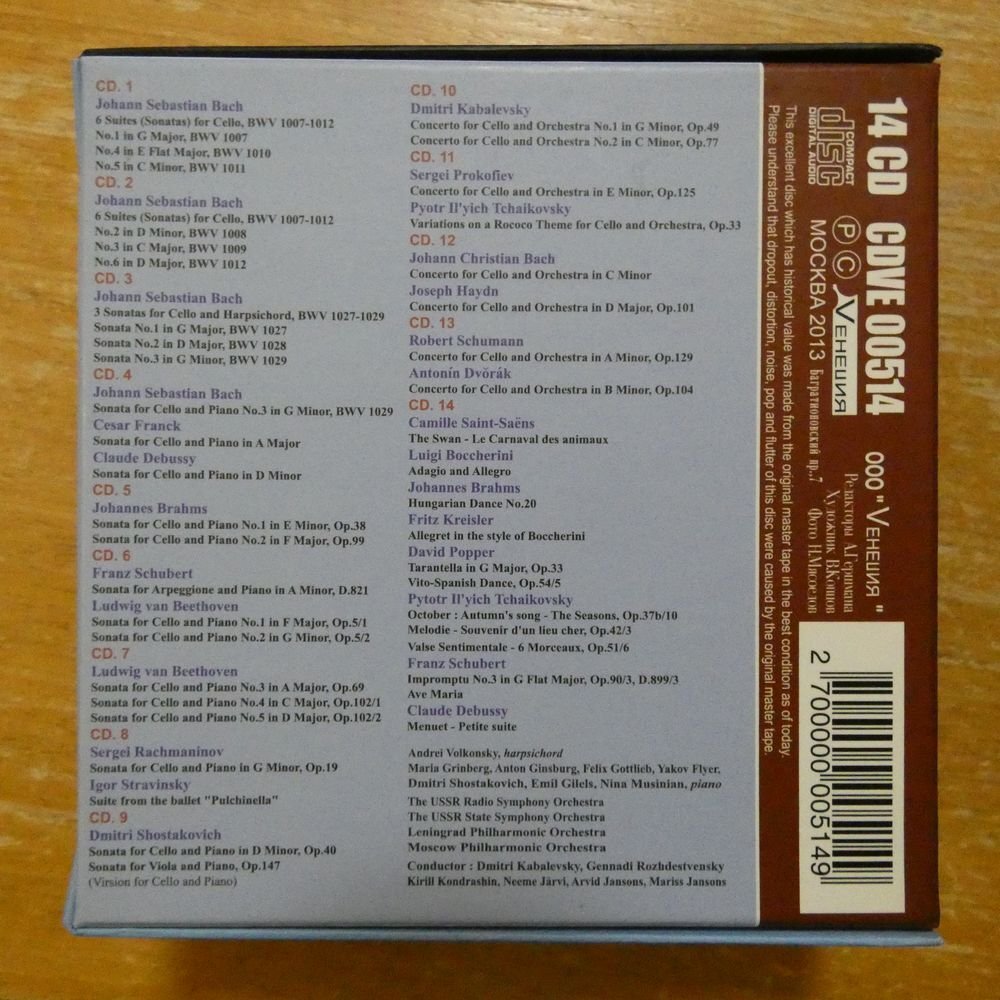 CD. 1
Johann Sebastian Bach
6 Suites (Sonatas) for Cello, BWV 1007-1012
No.1 in G Major, BWV 1007
No.4 in E Flat Major, BWV 1010
No.5 in C Minor, BWV 1011
CD. 2
Johann Sebastian Bach
6 Suites (Sonatas) for Cello, BWV 1007-1012
No.2 in D Minor, BWV 1008
No.3 in C Major, BWV 1009
No.6 in D Major, BWV 1012
CD. 3
Johann Sebastian Bach
3 Sonatas for Cello and Harpsichord, BWV 1027-1029
Sonata No.1 in G Major, BWV 1027
Sonata No.2 in D Major, BWV 1028
Sonata No.3 in G Minor, BWV 1029
CD. 4
Johann Sebastian Bach
Sonata for Cello and Piano No.3 in G Minor, BWV 1029
Cesar Franck
Sonata for Cello and Piano in A Major
Claude Debussy
Sonata for Cello and Piano in D Minor
CD. 5
Johannes Brahms
Sonata for Cello and Piano No.1 in E Minor, Op.38
Sonata for Cello and Piano No.2 in F Major, Op.99
CD. 6
Franz Schubert
Sonata for Arpeggione and Piano in A Minor, D.821
Ludwig van Beethoven
Sonata for Cello and Piano No.1 in F Major, Op.5/1
Sonata for Cello and Piano No.2 in G Minor, Op.5/2
CD. 7
Ludwig van Beethoven
Sonata for Cello and Piano No.3 in A Major, Op.69
Sonata for Cello and Piano No.4 in C Major, Op.102/1
Sonata for Cello and Piano No.5 in D Major, Op.102/2
CD. 8
Sergei Rachmaninov
Sonata for Cello and Piano in G Minor, Op.19
Igor Stravinsky
Suite from the ballet "Pulchinella"
CD. 9
Dmitri Shostakovich
Sonata for Cello and Piano in D Minor, Op.40
Sonata for Viola and Piano, Op.147
(Virsion for Cello and Piano)
CD. 10
Dmitri Kabalevsky
Concerto for Cello and Orchestra No.1 in G Minor, Op.49
Concerto for Cello and Orchestra No.2 in C Minor, Op.77
CD. 11
Sergei Prokofiev
Concerto for Cello and Orchestra in E Minor, Op.125
Pyotr Il'yich Tchaikovsky
Variations on a Rococo Theme for Cello and Orchestra, Op.33
CD. 12
Johann Christian Bach
Concerto for Cello and Orchestra in C Minor
Joseph Haydn
Concerto for Cello and Orchestra in D Major, Op.101
CD. 13
Robert Schumann
Concerto for Cello and Orchestra in A Minor, Op.129
Antonín Dvörák
Concerto for Cello and Orchestra in B Minor, Op.104
CD. 14
Camille Saint-Saëns
The Swan - Le Carnaval des animaux
Luigi Boccherini
Adagio and Allegro
Johannes Brahms
Hungarian Dance No.20
Fritz Kreisler
Allegret in the style of Boccherini
David Popper
Tarantella in G Major, Op.33
Vito-Spanish Dance, Op.54/5
Pytotr Il'yich Tchaikovsky
October : Autumn's song - The Seasons, Op.37b/10
Melodie - Souvenir d'un lieu cher, Op.42/3
Valse Sentimentale - 6 Morceaux, Op.51/6
Franz Schubert
Impromptu No.3 in G Flat Major, Op.90/3, D.899/3
Ave Maria
Claude Debussy
Menuet - Petite suite
Andrei Volkonsky, harpsichord
Maria Grinberg, Anton Ginsburg, Felix Gottlieb, Yakov Flyer,
Dmitri Shostakovich, Emil Gilels, Nina Musinian, piano
The USSR Radio Symphony Orchestra
The USSR State Symphony Orchestra
Leningrad Philharmonic Orchestra
Moscow Philharmonic Orchestra
Conductor : Dmitri Kabalevsky, Gennadi Rozhdestvensky
Kirill Kondrashin, Neeme Järvi, Arvid Jansons, Mariss Jansons
14 CD CDVE 00514
COMPACT
disc
DIGITAL AUDIO
Ⓟ Ⓒ VЕНЕЦИЯ
МОСКВА 2013 Багратионовский пр.,7
ООО "VЕНЕЦИЯ"
Редакторы А.Гершмана
Художник В.Кошов
Фото Н.Мясоедов
This excellent disc which has historical value was made from the original master tape in the best condition as of today.
Please understand that dropout, distortion, noise, pop and flutter of this disc were caused by the original master tape.
2 700000 005149